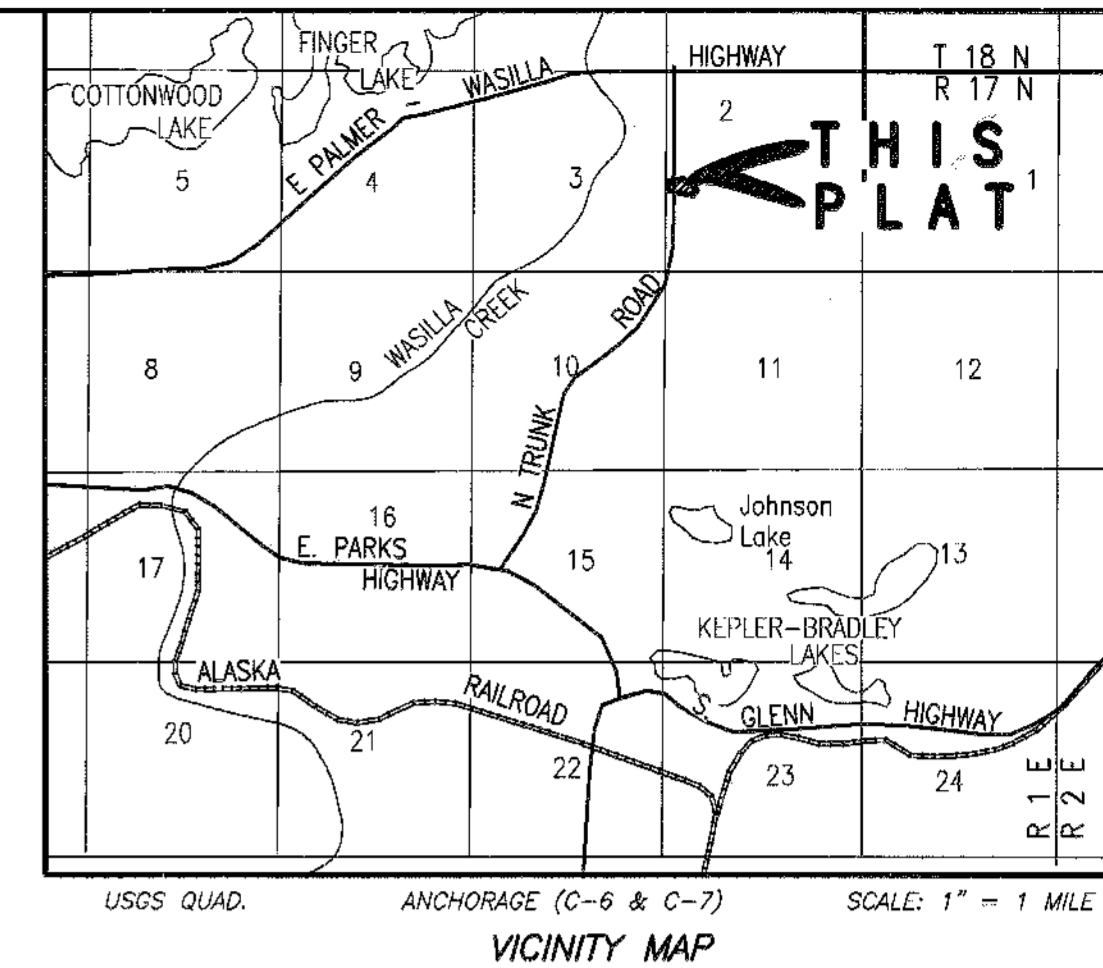 FINGER
LAKE
COTTONWOOD
LAKE
E PALMER - WASILLA HIGHWAY
T 18 N
R 17 N
2
THIS
PLAT
5
4
3
1
WASILLA
CREEK
N TRUNK ROAD
8
9
10
11
12
16
E. PARKS
HIGHWAY
17
15
Johnson
Lake
14
13
KEPLER-BRADLEY
LAKES
ALASKA RAILROAD
S. GLENN HIGHWAY
20
21
22
23
24
R 1 E
R 2 E
USGS QUAD. ANCHORAGE (C-6 & C-7) SCALE: 1" = 1 MILE
VICINITY MAP